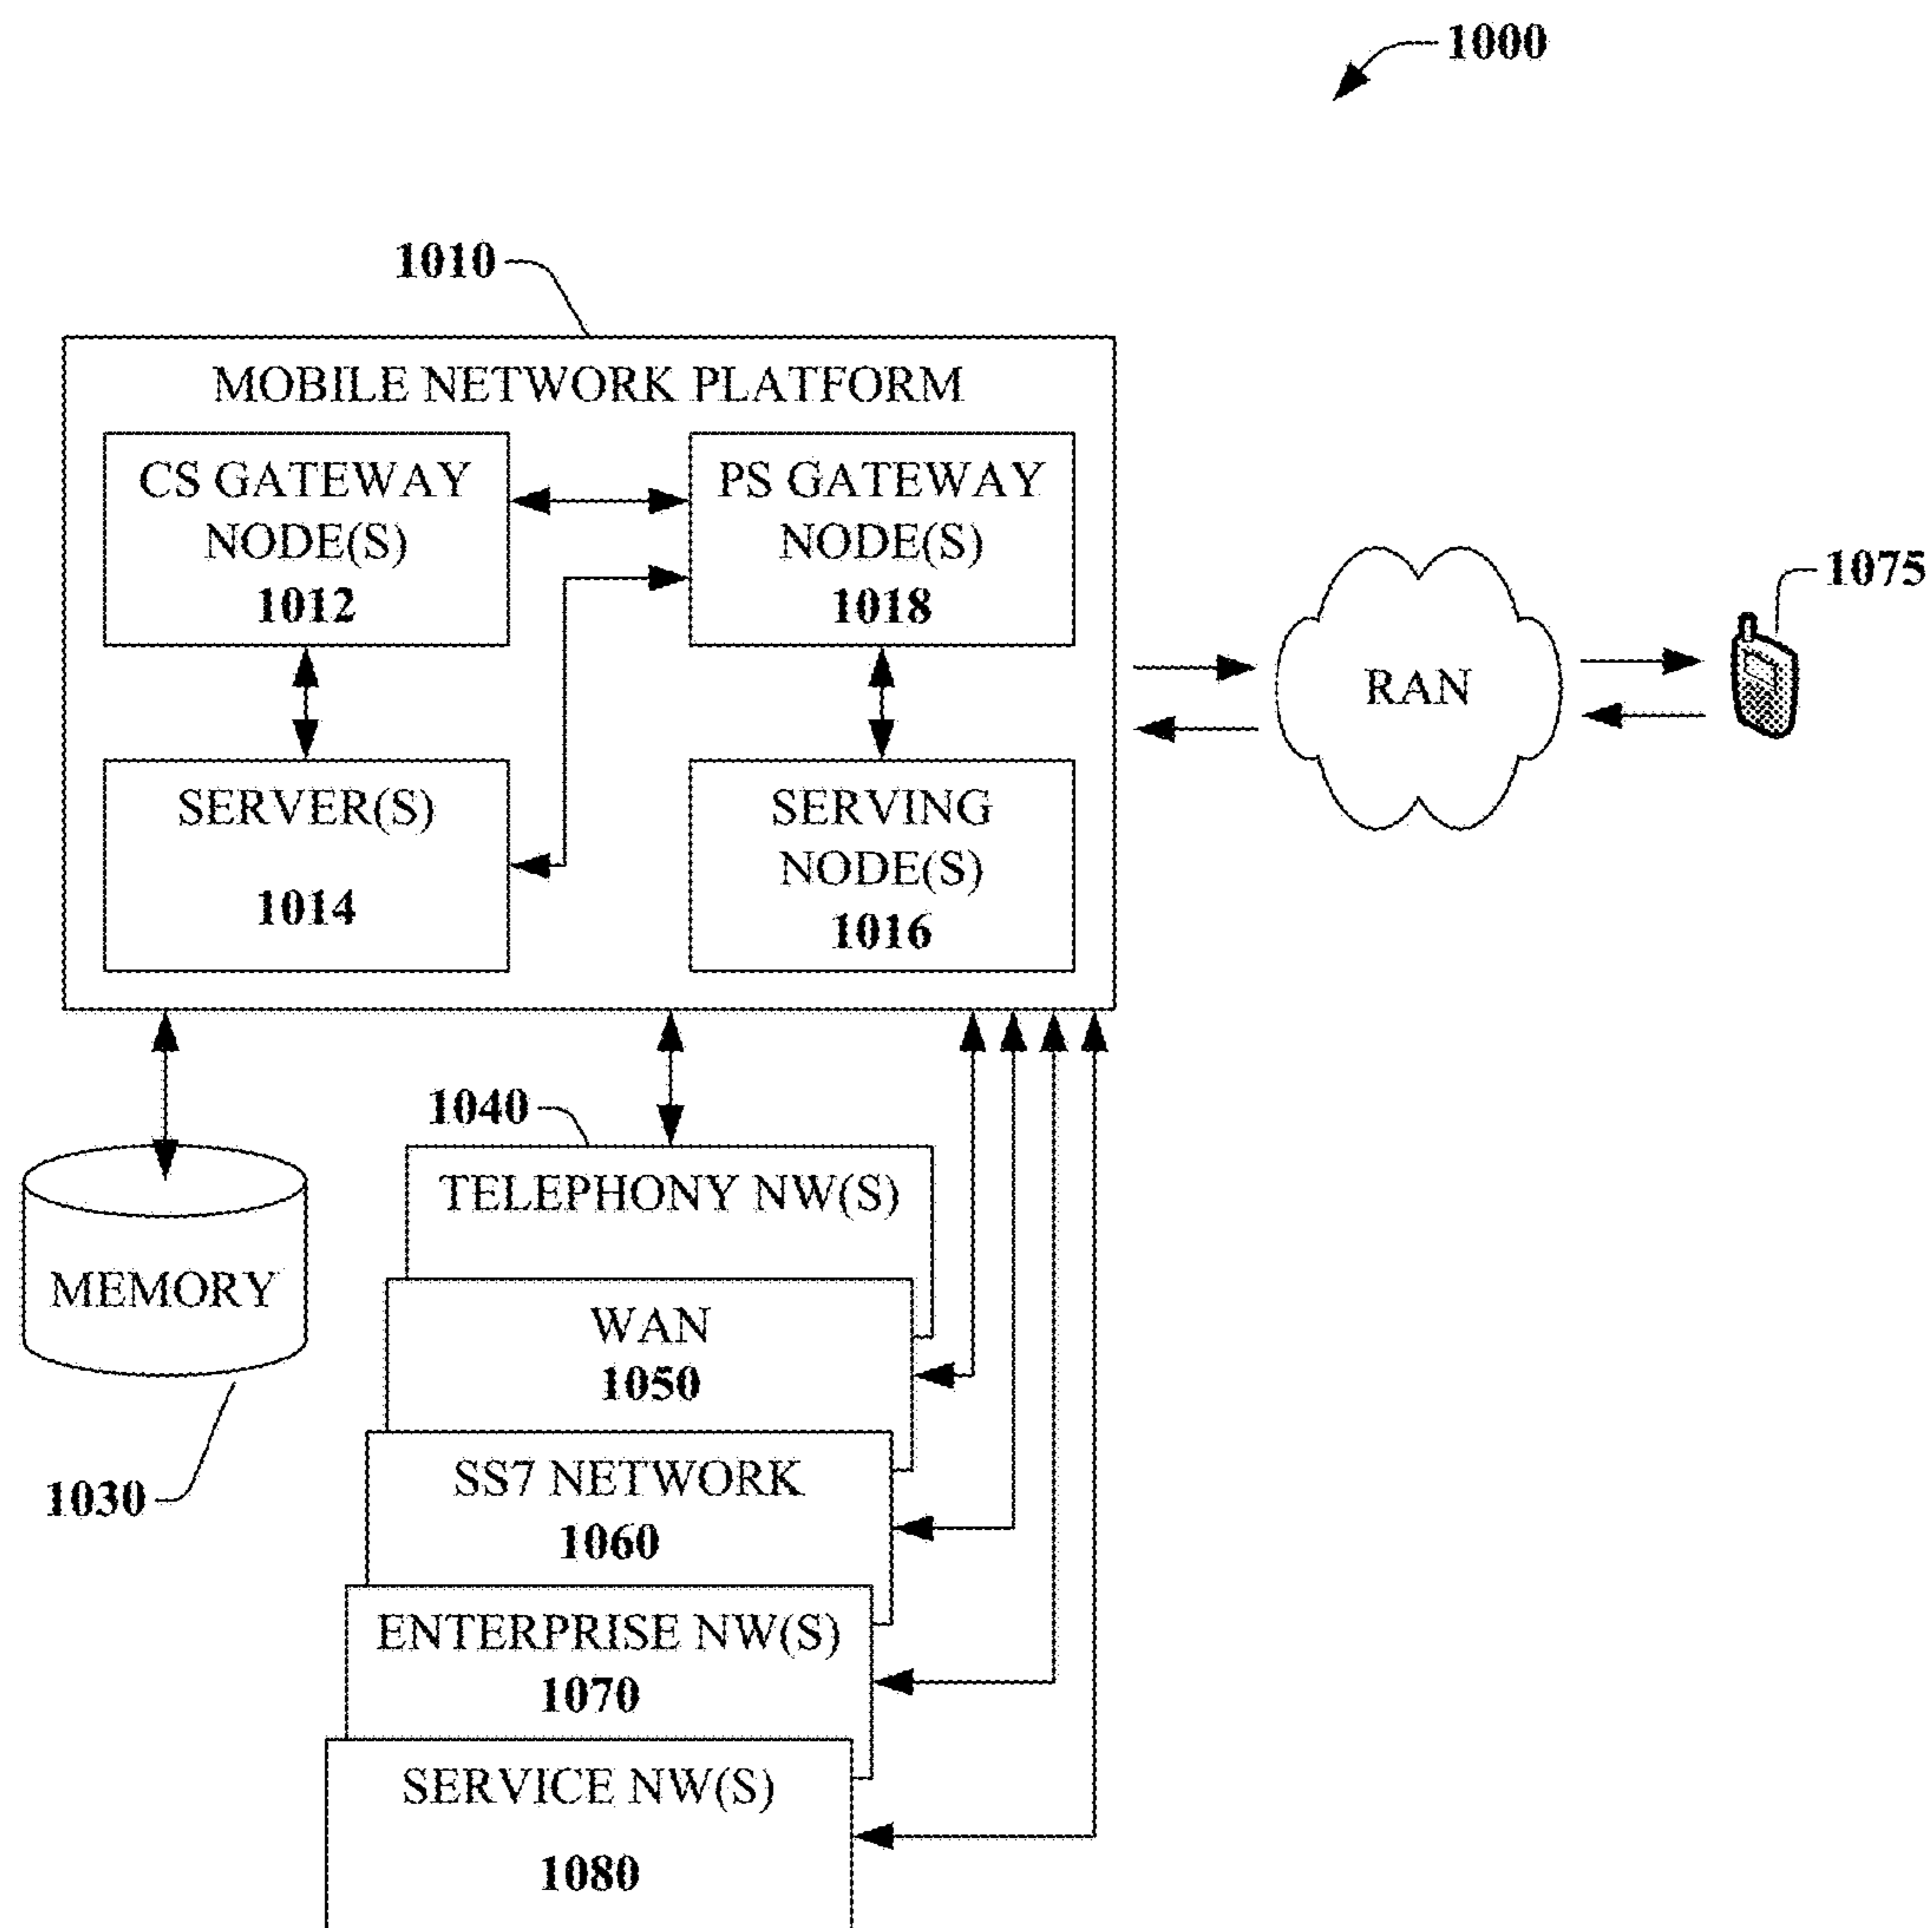 1000
1010
MOBILE NETWORK PLATFORM
CS GATEWAY
NODE(S)
1012
PS GATEWAY
NODE(S)
1018
SERVER(S)
1014
SERVING
NODE(S)
1016
RAN
1075
1040
TELEPHONY NW(S)
MEMORY
1030
WAN
1050
SS7 NETWORK
1060
ENTERPRISE NW(S)
1070
SERVICE NW(S)
1080